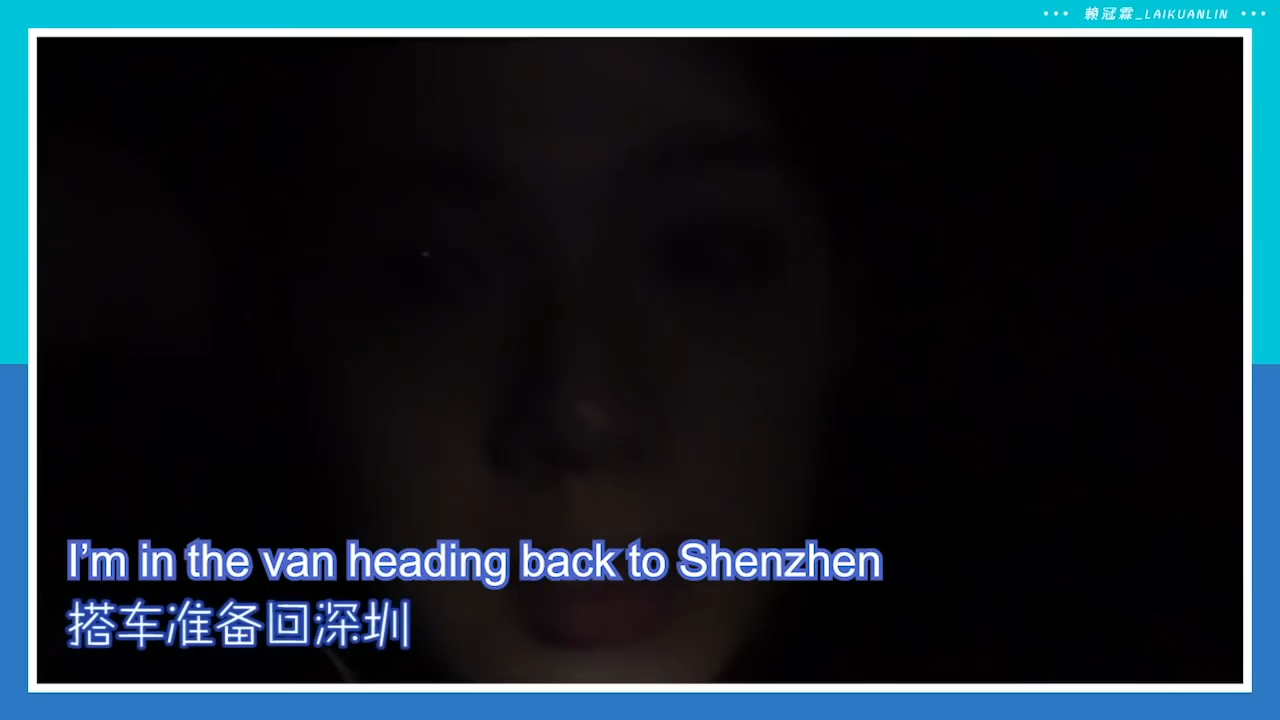 ••• 賴冠霖_LAIKUANLIN •••
I'm in the van heading back to Shenzhen
搭车准备回深圳